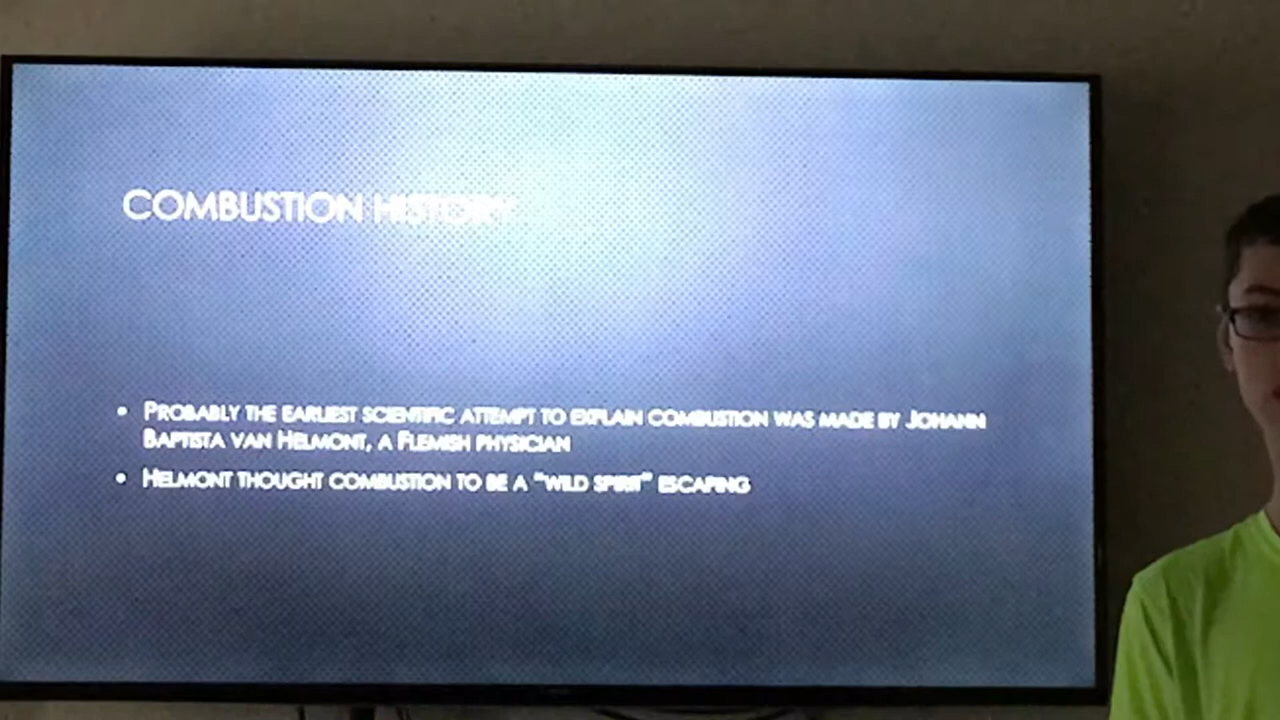 COMBUSTION HISTORY
• PROBABLY THE EARLIEST SCIENTIFIC ATTEMPT TO EXPLAIN COMBUSTION WAS MADE BY JOHANN
BAPTISTA VAN HELMONT, A FLEMISH PHYSICIAN
• HELMONT THOUGHT COMBUSTION TO BE A "WILD SPIRIT" ESCAPING